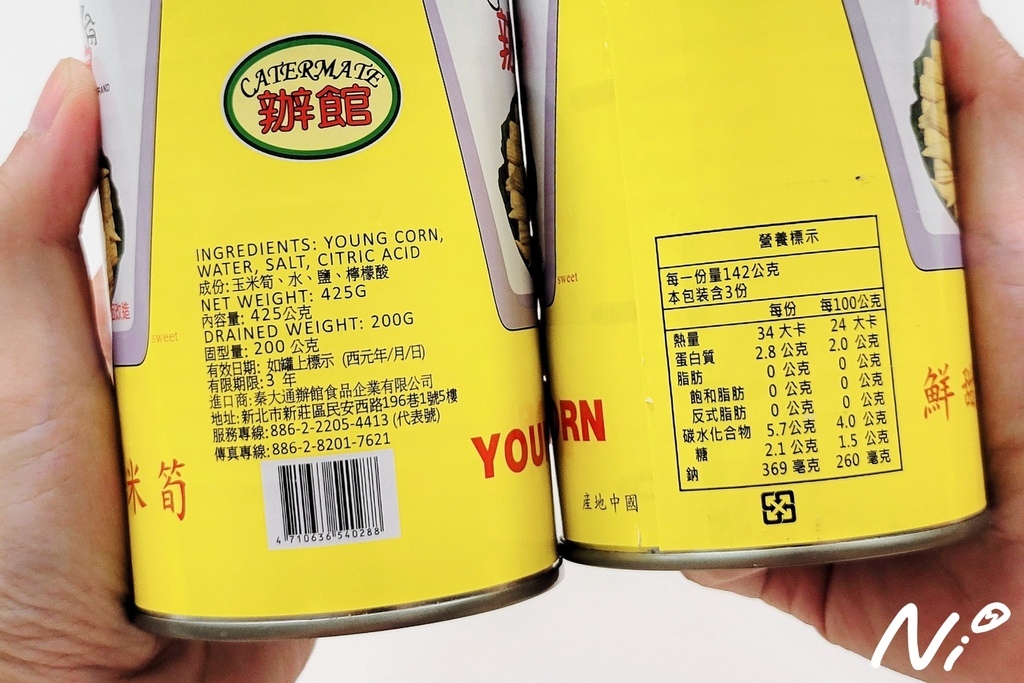 CATERMATE
辦館
INGREDIENTS: YOUNG CORN,
WATER, SALT, CITRIC ACID
成份:玉米筍、水、鹽、檸檬酸
NET WEIGHT: 425G
內容量: 425公克
DRAINED WEIGHT: 200G
固型量: 200 公克
有效日期: 如罐上標示 (西元年/月/日)
有限期限: 3 年
進口商: 秦大通辦館食品企業有限公司
地址: 新北市新莊區民安西路196巷1號5樓
服務專線: 886-2-2205-4413 (代表號)
傳真專線: 886-2-8201-7621
4 710636 540288
sweet
米筍
YOU
sweet
RN
營養標示
每一份量142公克
本包裝含3份
每份 每100公克
熱量 34 大卡 24 大卡
蛋白質 2.8 公克 2.0 公克
脂肪 0 公克 0 公克
飽和脂肪 0 公克 0 公克
反式脂肪 0 公克 0 公克
碳水化合物 5.7公克 4.0 公克
糖 2.1 公克 1.5 公克
鈉 369 毫克 260 毫克
產地中國
鮮
Ni